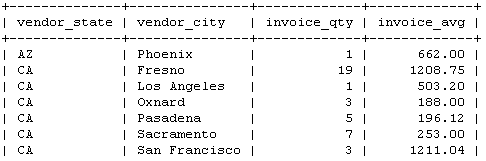 +--------------+---------------+-------------+-------------+
| vendor_state | vendor_city | invoice_qty | invoice_avg |
+--------------+---------------+-------------+-------------+
| AZ | Phoenix | 1 | 662.00 |
| CA | Fresno | 19 | 1208.75 |
| CA | Los Angeles | 1 | 503.20 |
| CA | Oxnard | 3 | 188.00 |
| CA | Pasadena | 5 | 196.12 |
| CA | Sacramento | 7 | 253.00 |
| CA | San Francisco | 3 | 1211.04 |